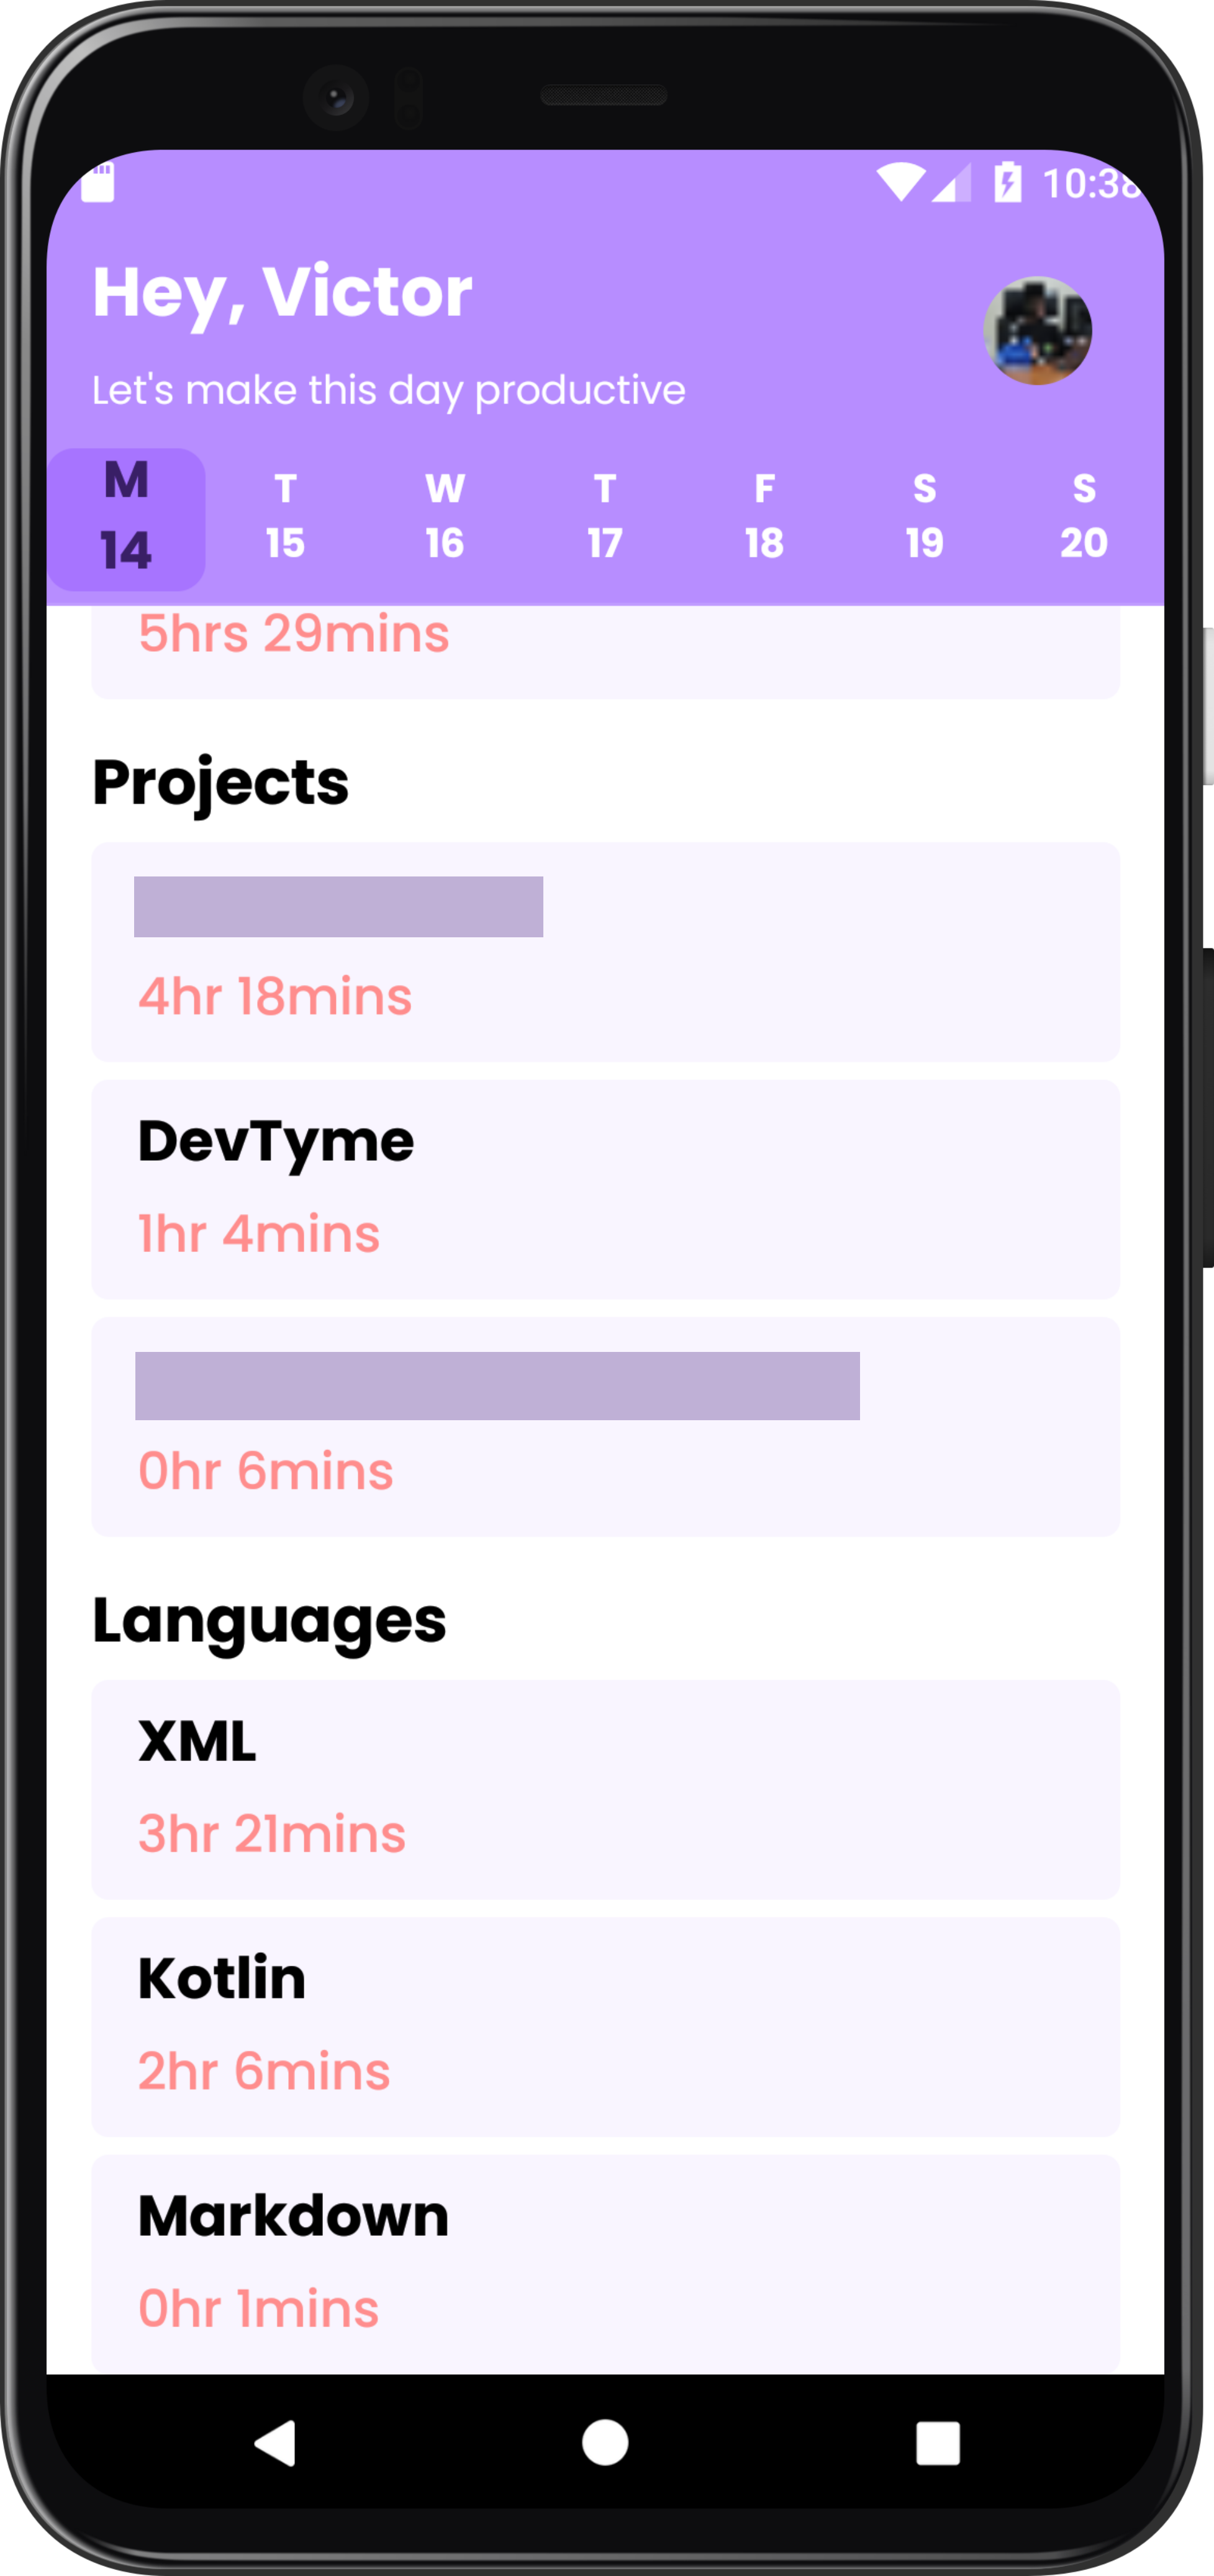 10:38
Hey, Victor
Let's make this day productive
M T W T F S S
14 15 16 17 18 19 20
5hrs 29mins
Projects
4hr 18mins
DevTyme
1hr 4mins
0hr 6mins
Languages
XML
3hr 21mins
Kotlin
2hr 6mins
Markdown
0hr 1mins